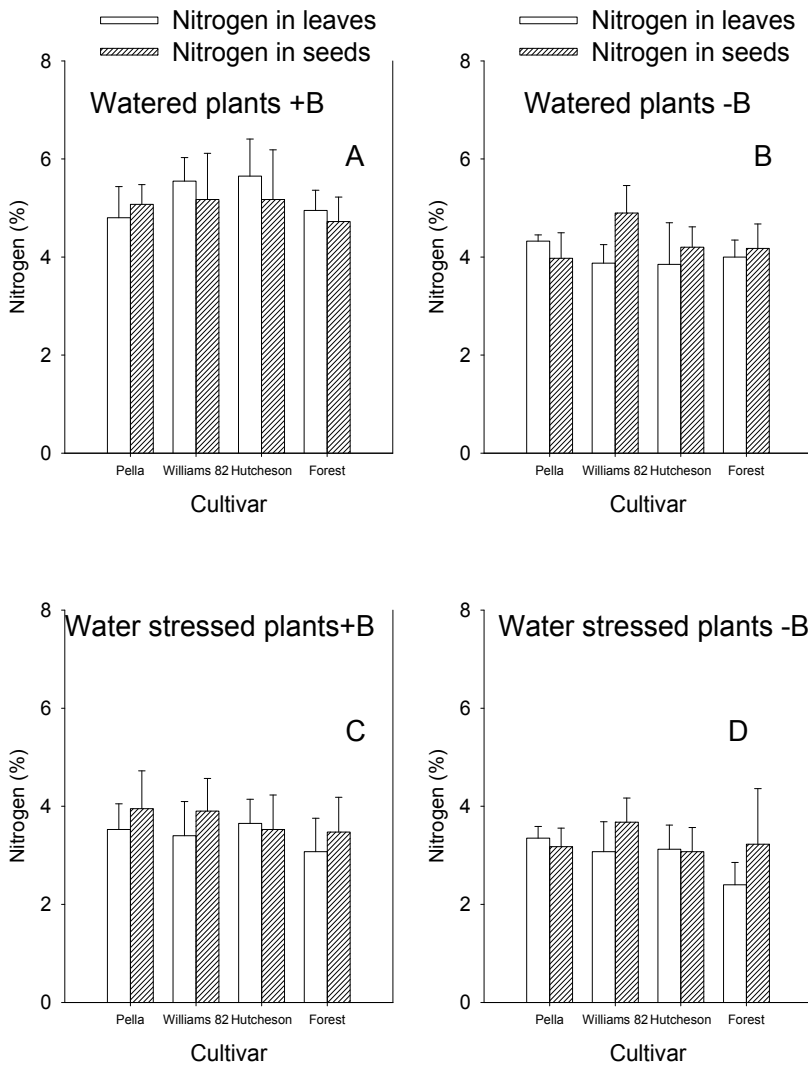 Nitrogen in leaves
Nitrogen in seeds
8
6
4
2
0
Nitrogen (%)
Watered plants +B
A
Pella Williams 82 Hutcheson Forest
Cultivar
Nitrogen in leaves
Nitrogen in seeds
8
6
4
2
0
Nitrogen (%)
Watered plants -B
B
Pella Williams 82 Hutcheson Forest
Cultivar
8
6
4
2
0
Nitrogen (%)
Water stressed plants+B
C
Pella Williams 82 Hutcheson Forest
Cultivar
8
6
4
2
0
Nitrogen (%)
Water stressed plants -B
D
Pella Williams 82 Hutcheson Forest
Cultivar